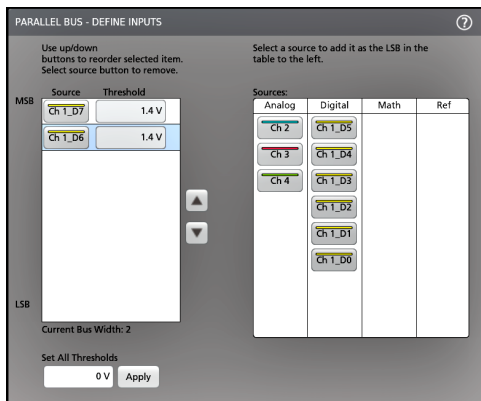 PARALLEL BUS - DEFINE INPUTS
?
Use up/down
buttons to reorder selected item.
Select source button to remove.
Select a source to add it as the LSB in the
table to the left.
Source Threshold
MSB
Ch 1_D7 1.4 V
Ch 1_D6 1.4 V
LSB
Current Bus Width: 2
Set All Thresholds
0 V Apply
Sources:
Analog Digital Math Ref
Ch 2 Ch 1_D5
Ch 3 Ch 1_D4
Ch 4 Ch 1_D3
Ch 1_D2
Ch 1_D1
Ch 1_D0